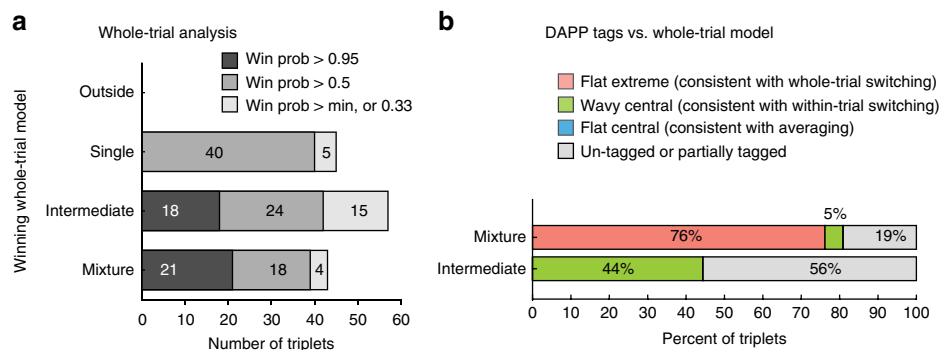 a
Whole-trial analysis
Win prob > 0.95
Win prob > 0.5
Win prob > min, or 0.33
Winning whole-trial model
Outside
Single
40
5
Intermediate
18
24
15
Mixture
21
18
4
0 10 20 30 40 50 60
Number of triplets
b
DAPP tags vs. whole-trial model
Flat extreme (consistent with whole-trial switching)
Wavy central (consistent with within-trial switching)
Flat central (consistent with averaging)
Un-tagged or partially tagged
5%
Mixture
76%
19%
Intermediate
44%
56%
0 10 20 30 40 50 60 70 80 90 100
Percent of triplets